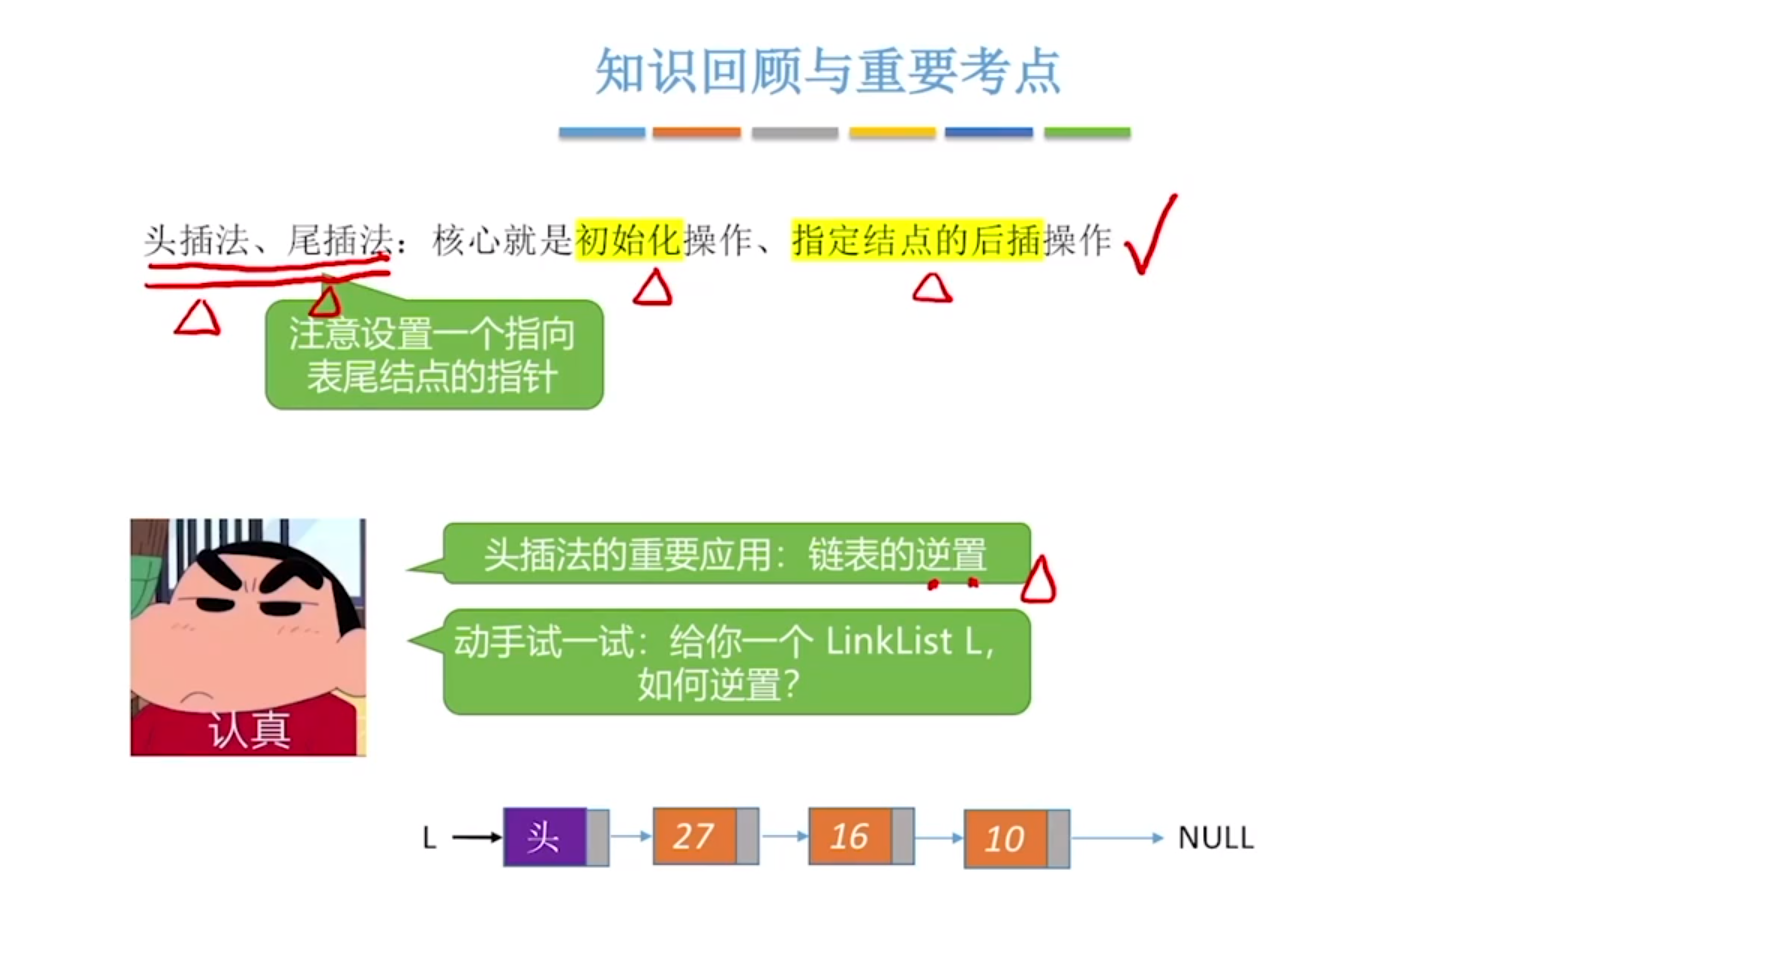 知识回顾与重要考点
头插法、尾插法：核心就是初始化操作、指定结点的后插操作
注意设置一个指向
表尾结点的指针
头插法的重要应用：链表的逆置
动手试一试：给你一个 LinkList L，
如何逆置？
认真
L 头 27 16 10 NULL